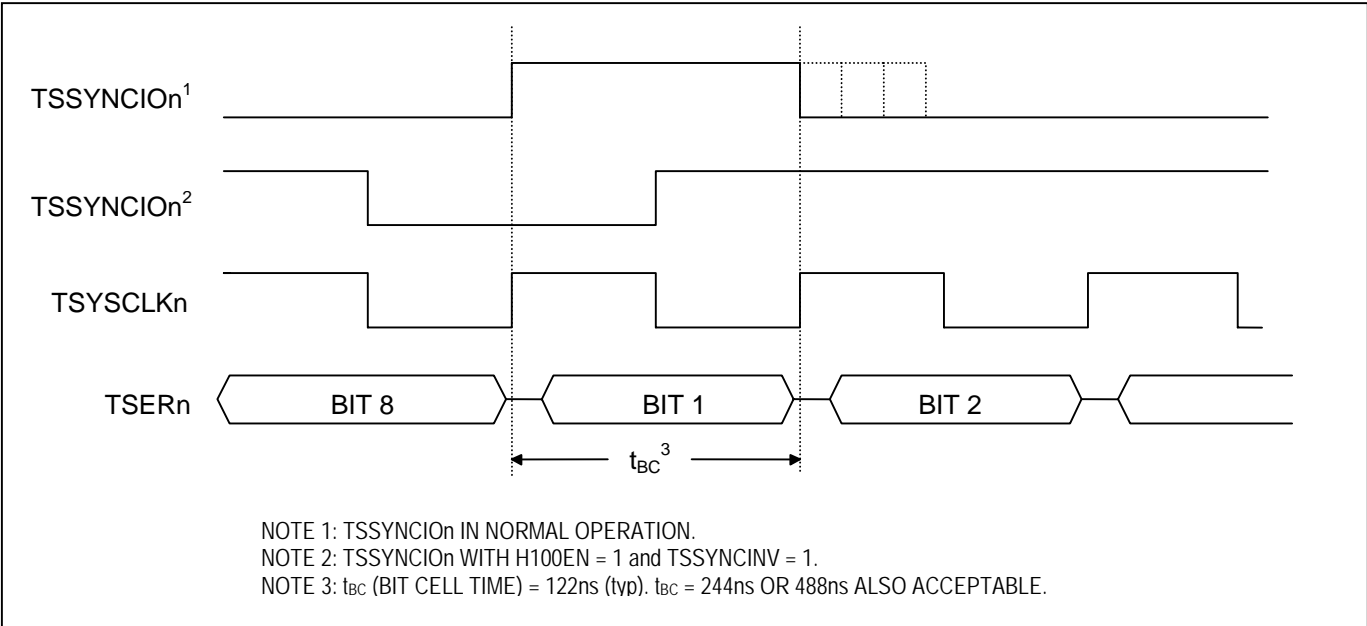 TSSYNCIOn¹
TSSYNCIOn²
TSYSCLKn
TSERn BIT 8 BIT 1 BIT 2
tBC³
NOTE 1: TSSYNCIOn IN NORMAL OPERATION.
NOTE 2: TSSYNCIOn WITH H100EN = 1 and TSSYNCINV = 1.
NOTE 3: tBC (BIT CELL TIME) = 122ns (typ). tBC = 244ns OR 488ns ALSO ACCEPTABLE.